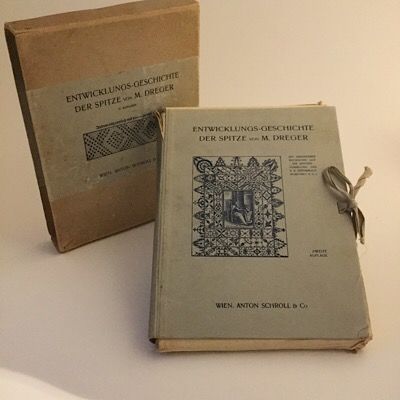 ENTWICKLUNGS-GESCHICHTE
DER SPITZE VON M. DREGER
WIEN, ANTON SCHROLL &
ENTWICKLUNGS-GESCHICHTE
DER SPITZE VON M. DREGER
MIT
ZWEITE
AUFLAGE
WIEN, ANTON SCHROLL & Co